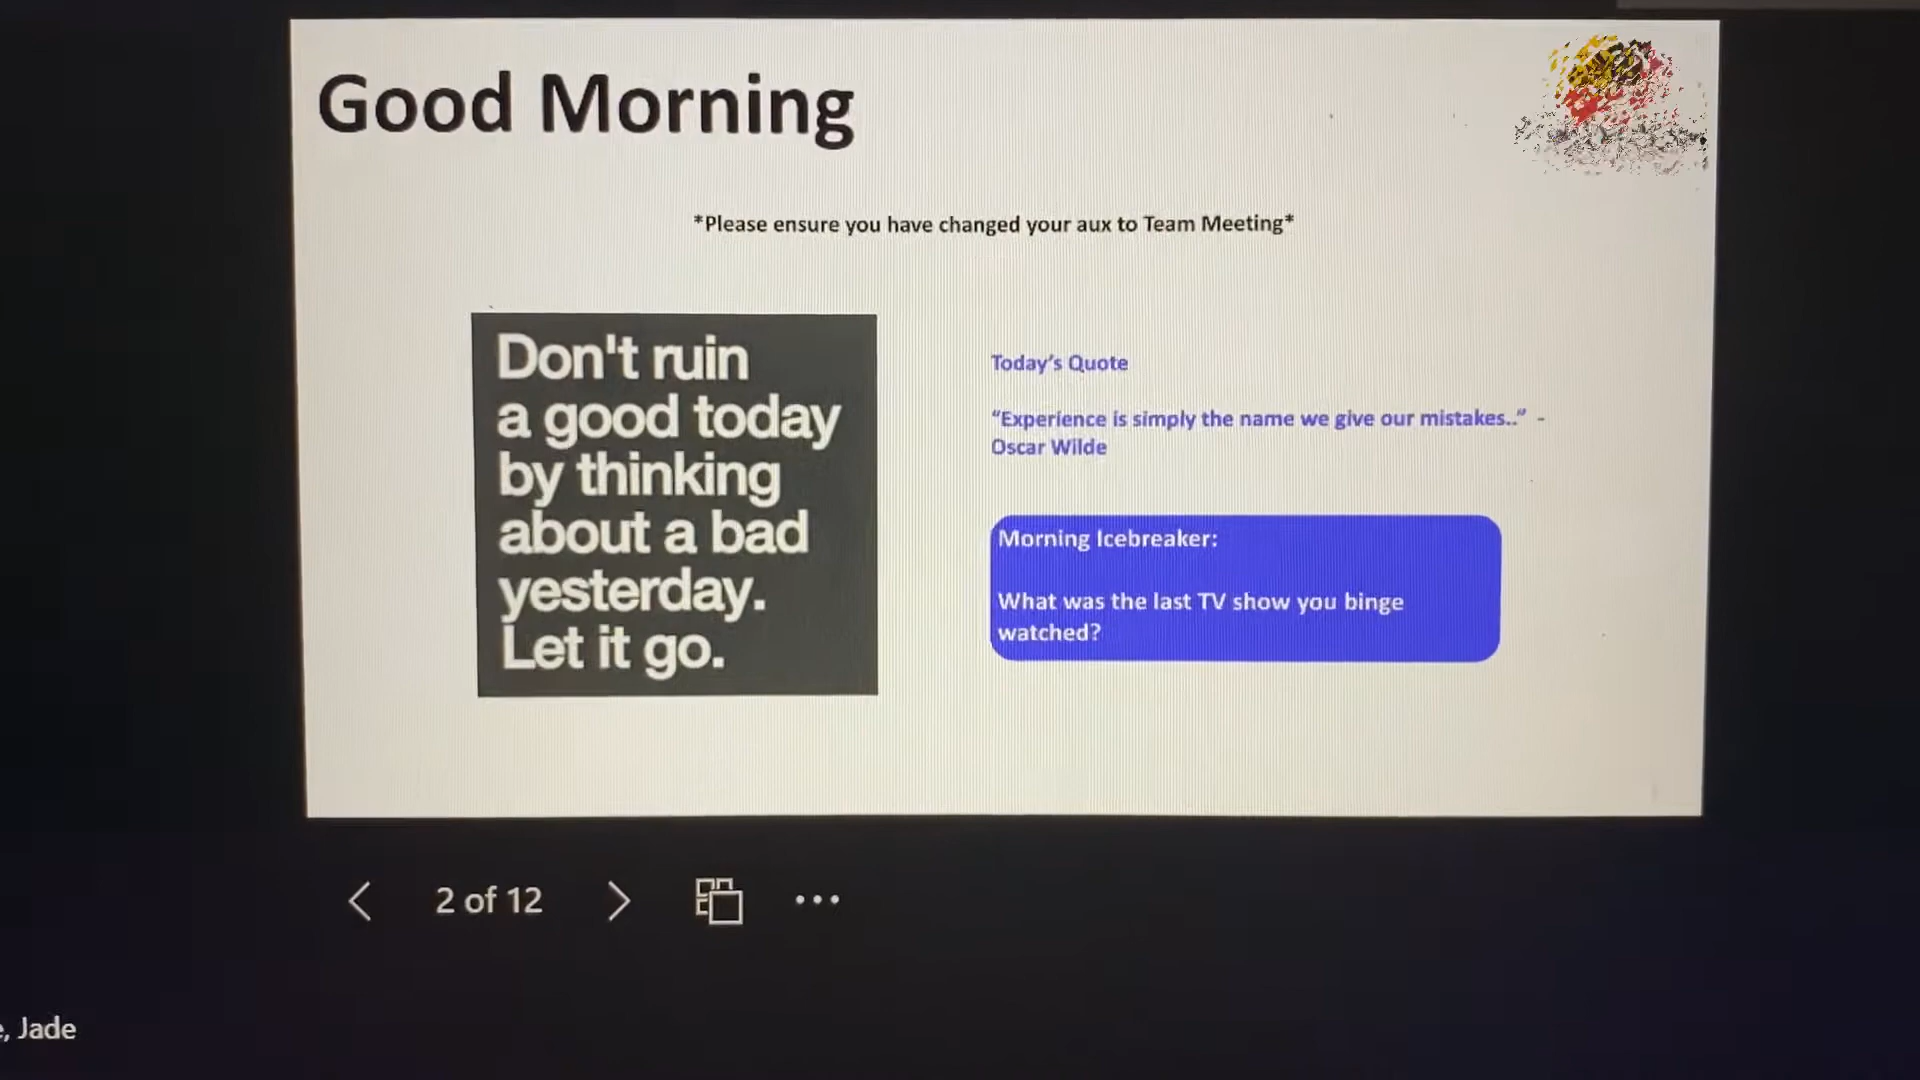 Good Morning
*Please ensure you have changed your aux to Team Meeting*
Don't ruin
a good today
by thinking
about a bad
yesterday.
Let it go.
Today's Quote
“Experience is simply the name we give our mistakes..” -
Oscar Wilde
Morning Icebreaker:
What was the last TV show you binge
watched?
2 of 12
, Jade